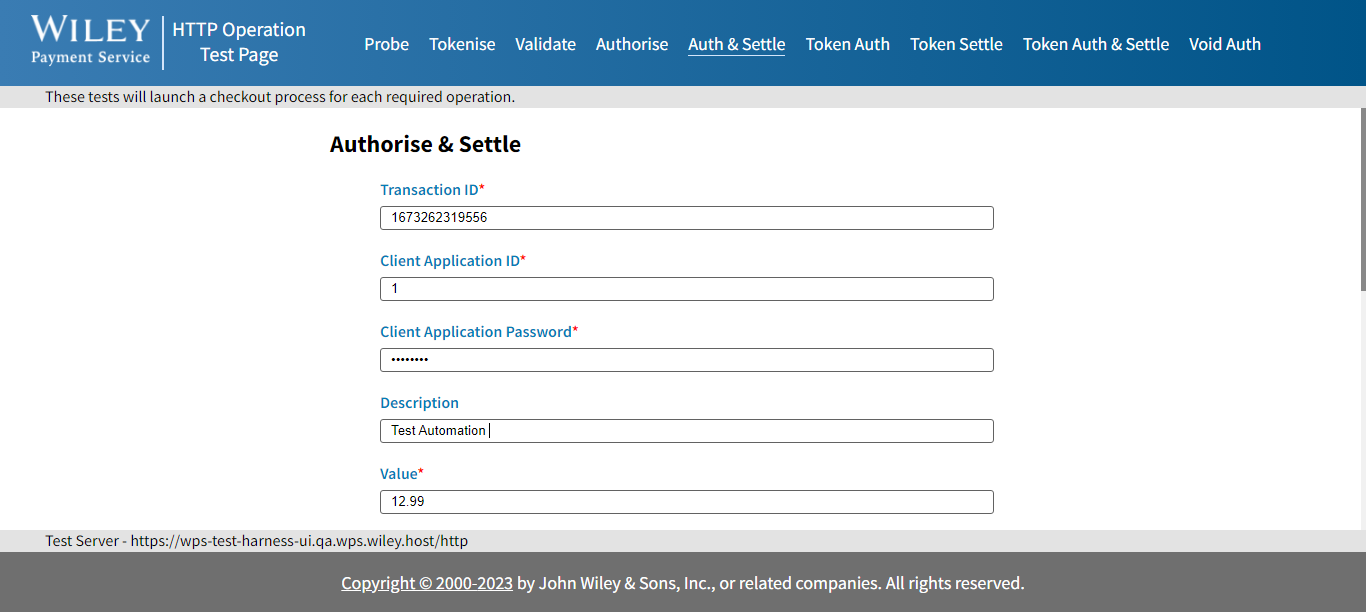 WILEY
Payment Service
HTTP Operation
Test Page
Probe Tokenise Validate Authorise Auth & Settle Token Auth Token Settle Token Auth & Settle Void Auth
These tests will launch a checkout process for each required operation.
Authorise & Settle
Transaction ID*
1673262319556
Client Application ID*
1
Client Application Password*
••••••••
Description
Test Automation
Value*
12.99
Test Server - https://wps-test-harness-ui.qa.wps.wiley.host/http
Copyright © 2000-2023 by John Wiley & Sons, Inc., or related companies. All rights reserved.